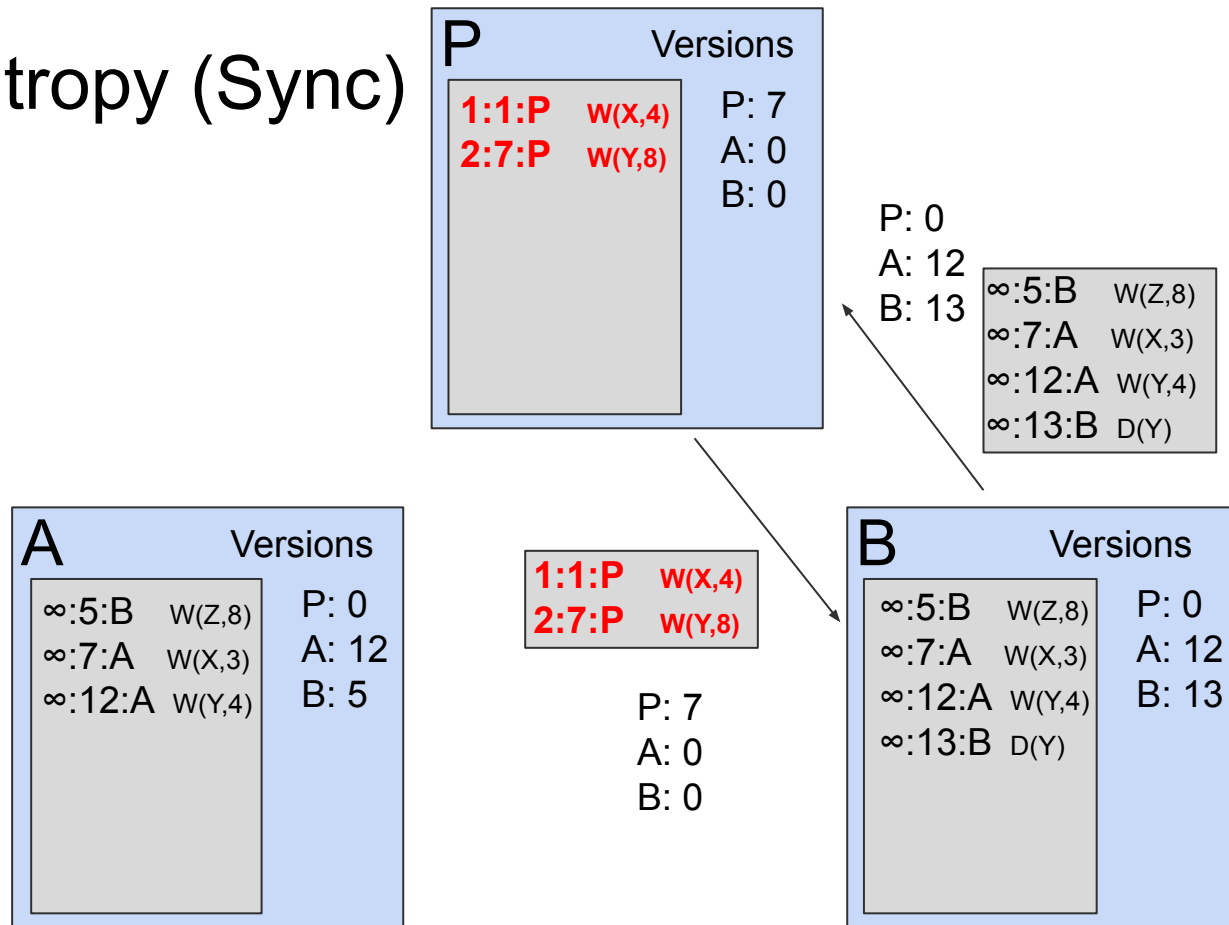 tropy (Sync)
P Versions
1:1:P W(X,4)
2:7:P W(Y,8)
P: 7
A: 0
B: 0
P: 0
A: 12
B: 13
∞:5:B W(Z,8)
∞:7:A W(X,3)
∞:12:A W(Y,4)
∞:13:B D(Y)
A Versions
∞:5:B W(Z,8)
∞:7:A W(X,3)
∞:12:A W(Y,4)
P: 0
A: 12
B: 5
1:1:P W(X,4)
2:7:P W(Y,8)
P: 7
A: 0
B: 0
B Versions
∞:5:B W(Z,8)
∞:7:A W(X,3)
∞:12:A W(Y,4)
∞:13:B D(Y)
P: 0
A: 12
B: 13